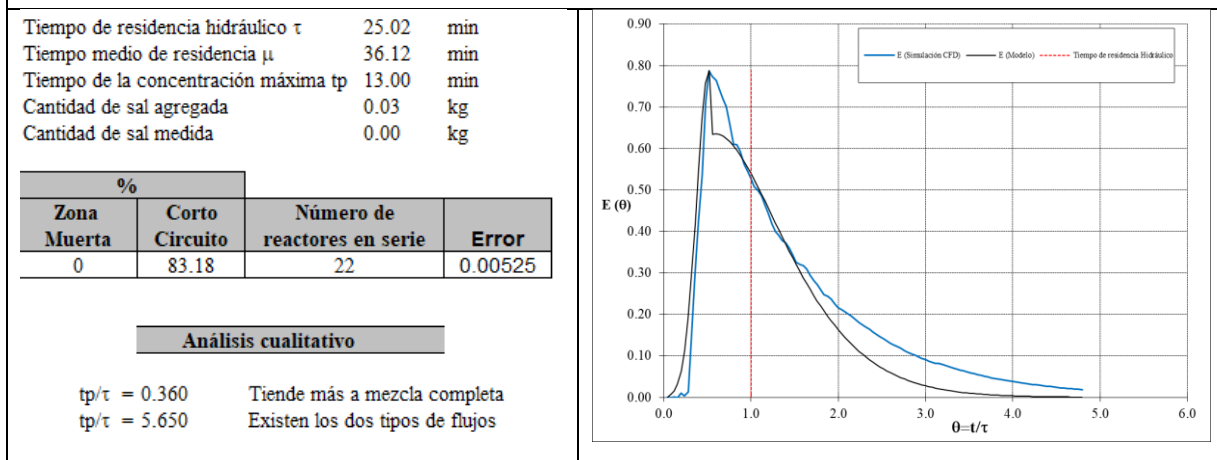 Tiempo de residencia hidráulico τ 25.02 min
Tiempo medio de residencia μ 36.12 min
Tiempo de la concentración máxima tp 13.00 min
Cantidad de sal agregada 0.03 kg
Cantidad de sal medida 0.00 kg
%
Zona Muerta Corto Circuito Número de reactores en serie Error
0 83.18 22 0.00525
Análisis cualitativo
tp/τ = 0.360 Tiende más a mezcla completa
tp/τ = 5.650 Existen los dos tipos de flujos
E (Simulación CFD) E (Modelo) Tiempo de residencia Hidráulico
0.90
0.80
0.70
0.60
0.50
E (θ)
0.40
0.30
0.20
0.10
0.00
0.0 1.0 2.0 3.0 4.0 5.0 6.0
θ=t/τ